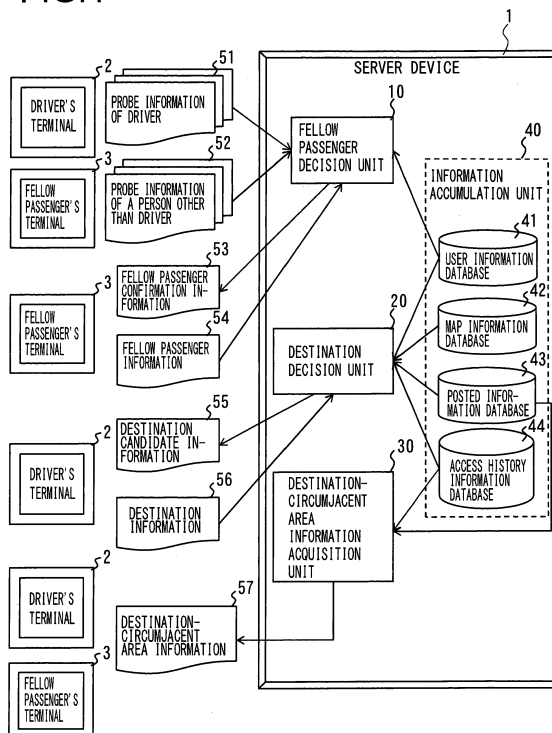 1
SERVER DEVICE
2
DRIVER'S
TERMINAL
51
PROBE INFORMATION
OF DRIVER
10
FELLOW
PASSENGER
DECISION UNIT
3
FELLOW
PASSENGER'S
TERMINAL
52
PROBE INFORMATION
OF A PERSON OTHER
THAN DRIVER
40
INFORMATION
ACCUMULATION UNIT
41
USER INFORMATION
DATABASE
3
FELLOW
PASSENGER'S
TERMINAL
53
FELLOW PASSENGER
CONFIRMATION IN-
FORMATION
54
FELLOW PASSENGER
INFORMATION
20
DESTINATION
DECISION UNIT
42
MAP INFORMATION
DATABASE
43
POSTED INFOR-
MATION DATABASE
44
ACCESS HISTORY
INFORMATION
DATABASE
2
DRIVER'S
TERMINAL
55
DESTINATION
CANDIDATE IN-
FORMATION
56
DESTINATION
INFORMATION
30
DESTINATION-
CIRCUMJACENT
AREA
INFORMATION
ACQUISITION
UNIT
2
DRIVER'S
TERMINAL
57
DESTINATION-
CIRCUMJACENT
AREA INFORMATION
3
FELLOW
PASSENGER'S
TERMINAL